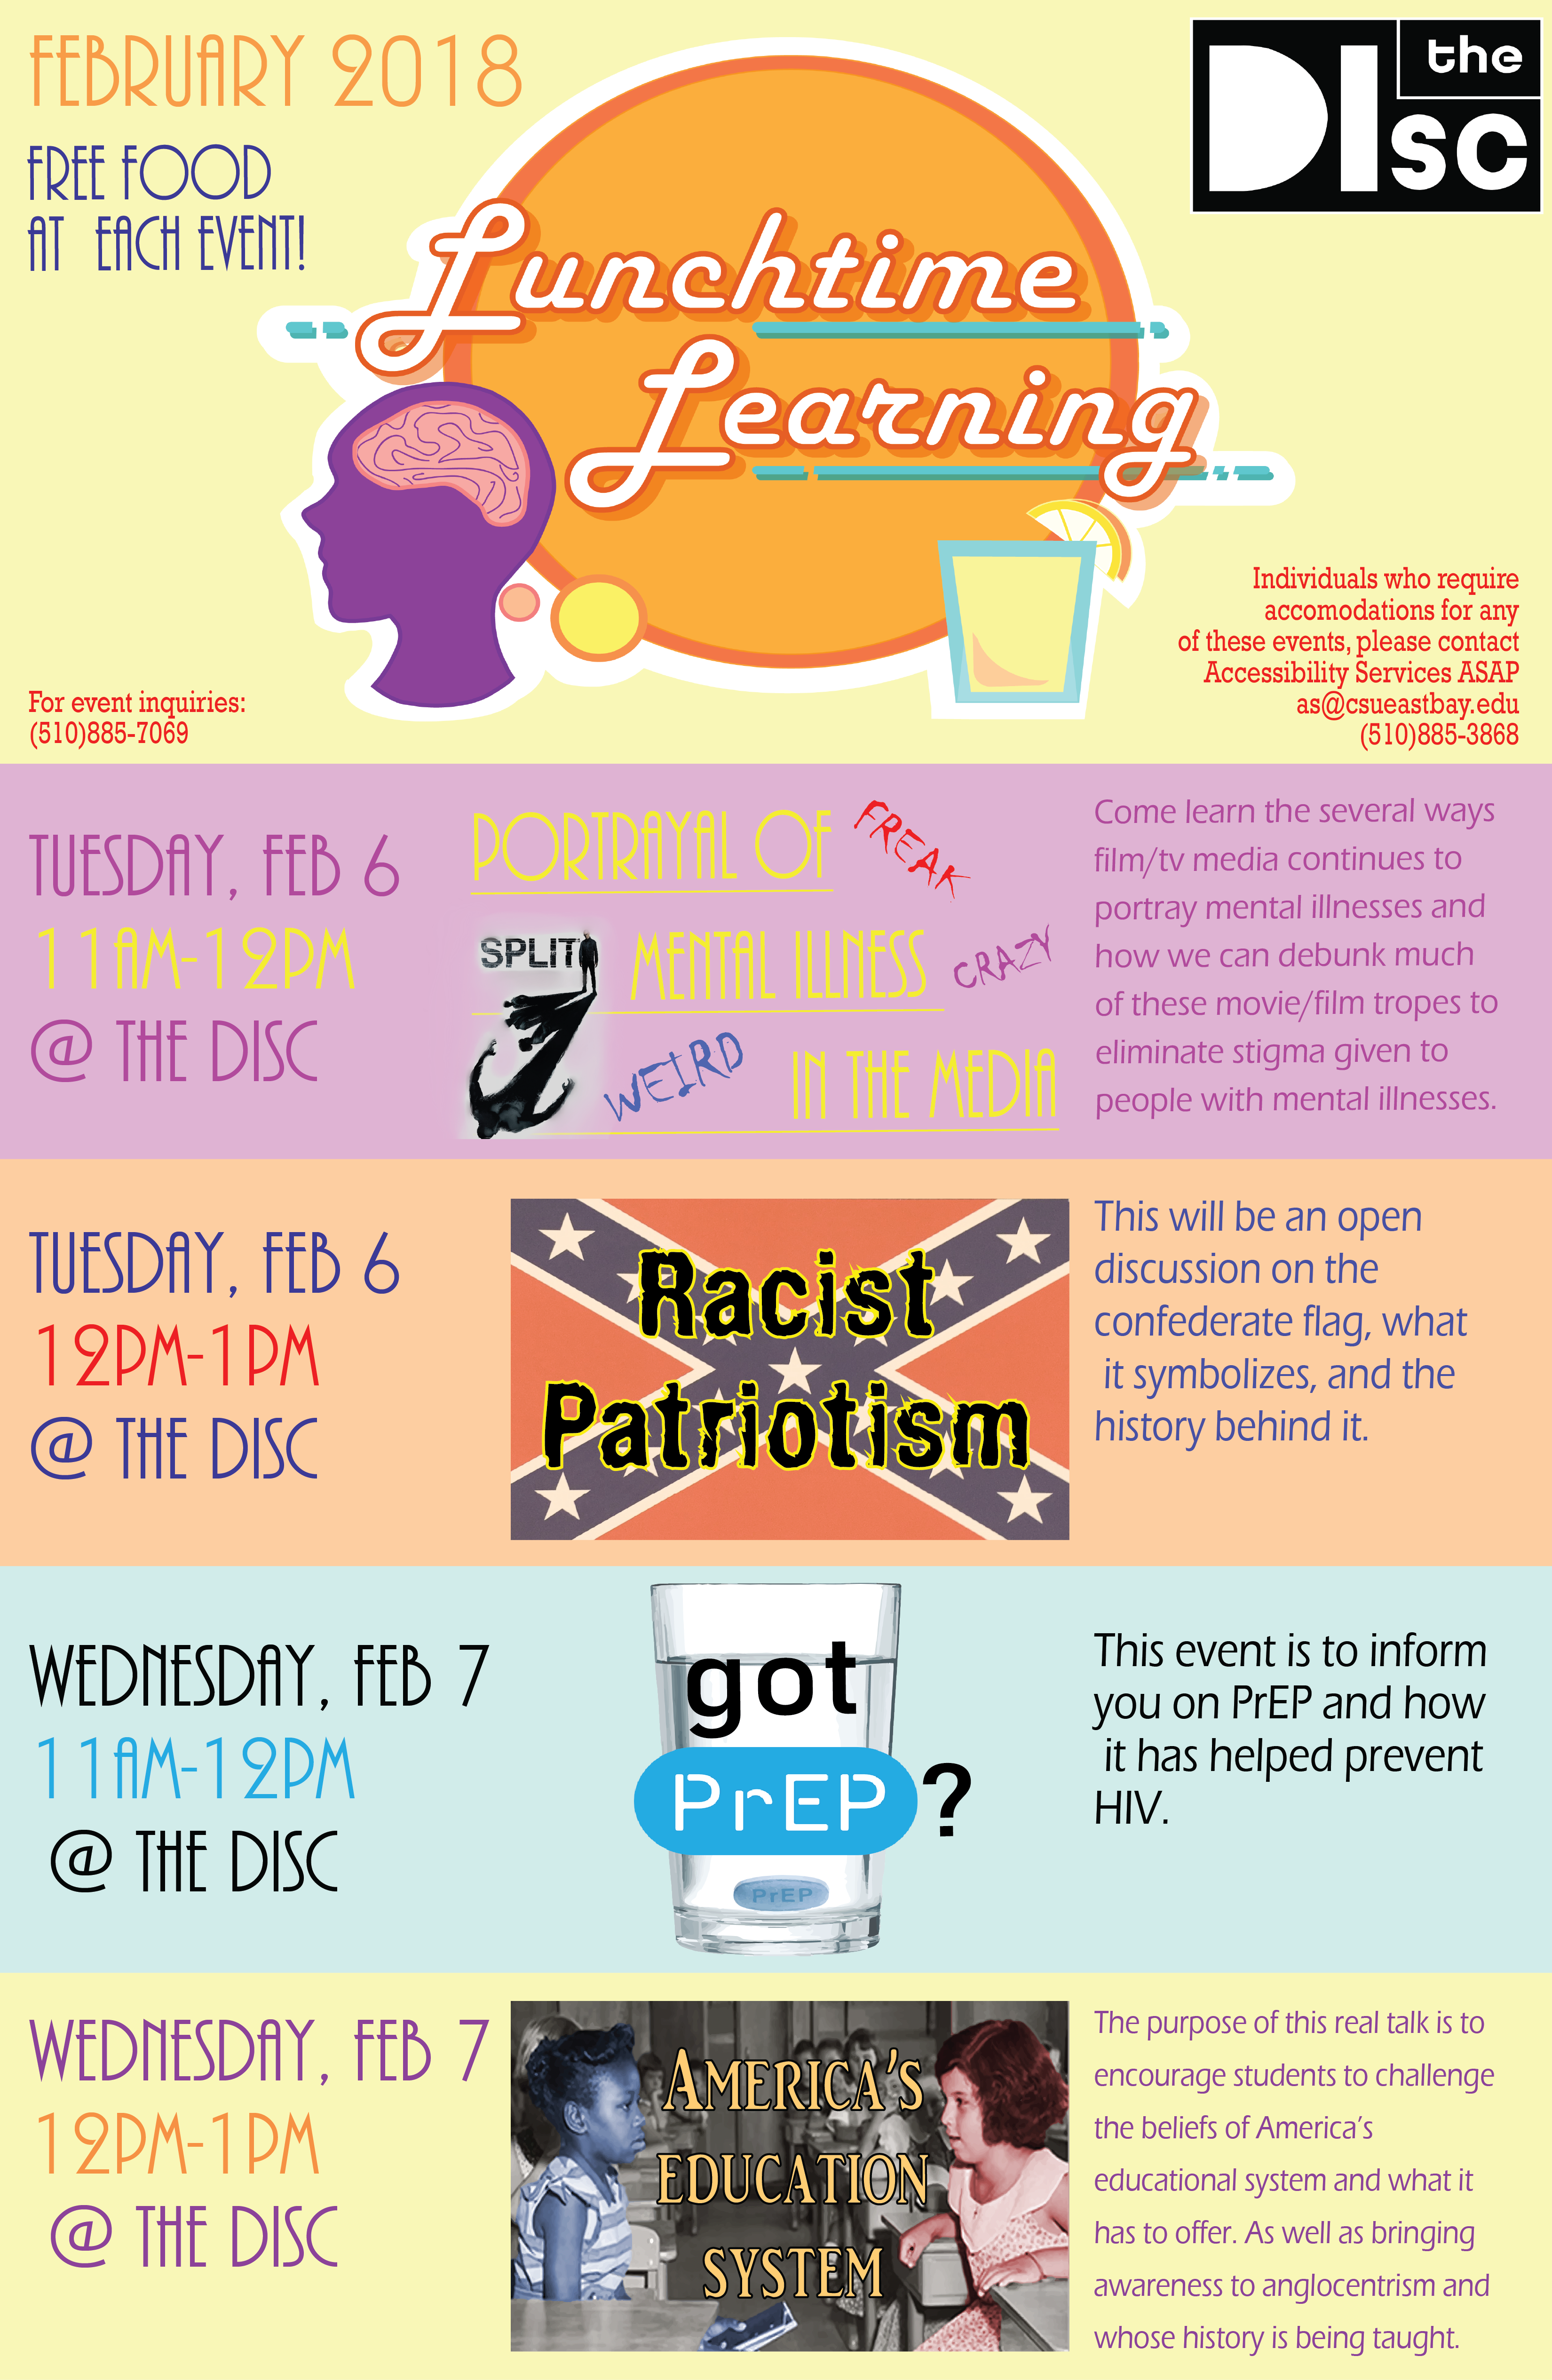 FEBRUARY 2018
FREE FOOD
AT EACH EVENT!
the
DIsc
Lunchtime
Learning
Individuals who require
accomodations for any
of these events, please contact
Accessibility Services ASAP
as@csueastbay.edu
(510)885-3868
For event inquiries:
(510)885-7069
TUESDAY, FEB 6
11AM-12PM
@ THE DISC
PORTRAYAL OF
FREAK
SPLIT
MENTAL ILLNESS
CRAZY
WEIRD
IN THE MEDIA
Come learn the several ways
film/tv media continues to
portray mental illnesses and
how we can debunk much
of these movie/film tropes to
eliminate stigma given to
people with mental illnesses.
TUESDAY, FEB 6
12PM-1PM
@ THE DISC
Racist
Patriotism
This will be an open
discussion on the
confederate flag, what
it symbolizes, and the
history behind it.
WEDNESDAY, FEB 7
11AM-12PM
@ THE DISC
got
PrEP?
PrEP
This event is to inform
you on PrEP and how
it has helped prevent
HIV.
WEDNESDAY, FEB 7
12PM-1PM
@ THE DISC
AMERICA'S
EDUCATION
SYSTEM
The purpose of this real talk is to
encourage students to challenge
the beliefs of America's
educational system and what it
has to offer. As well as bringing
awareness to anglocentrism and
whose history is being taught.